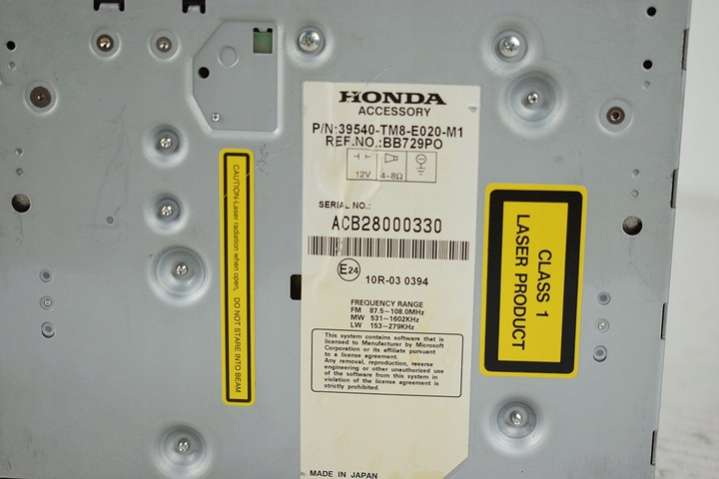 HONDA
ACCESSORY
P/N:39540-TM8-E020-M1
REF.NO.:BB729PO
12V 4-8Ω
SERIAL NO.:
ACB28000330
E24 10R-03 0394
FREQUENCY RANGE
FM 87.5-108.0MHz
MW 531-1602KHz
LW 153-279KHz
This system contains software that is
licensed to Manufacturer by Microsoft
Corporation or its affiliate pursuant
to a license agreement.
Any removal, reproduction, reverse
engineering or other unauthorized use
of the software from this system in
violation of the license agreement is
strictly prohibited.
MADE IN JAPAN
CAUTION-Laser radiation when open, DO NOT STARE INTO BEAM
CLASS 1
LASER PRODUCT